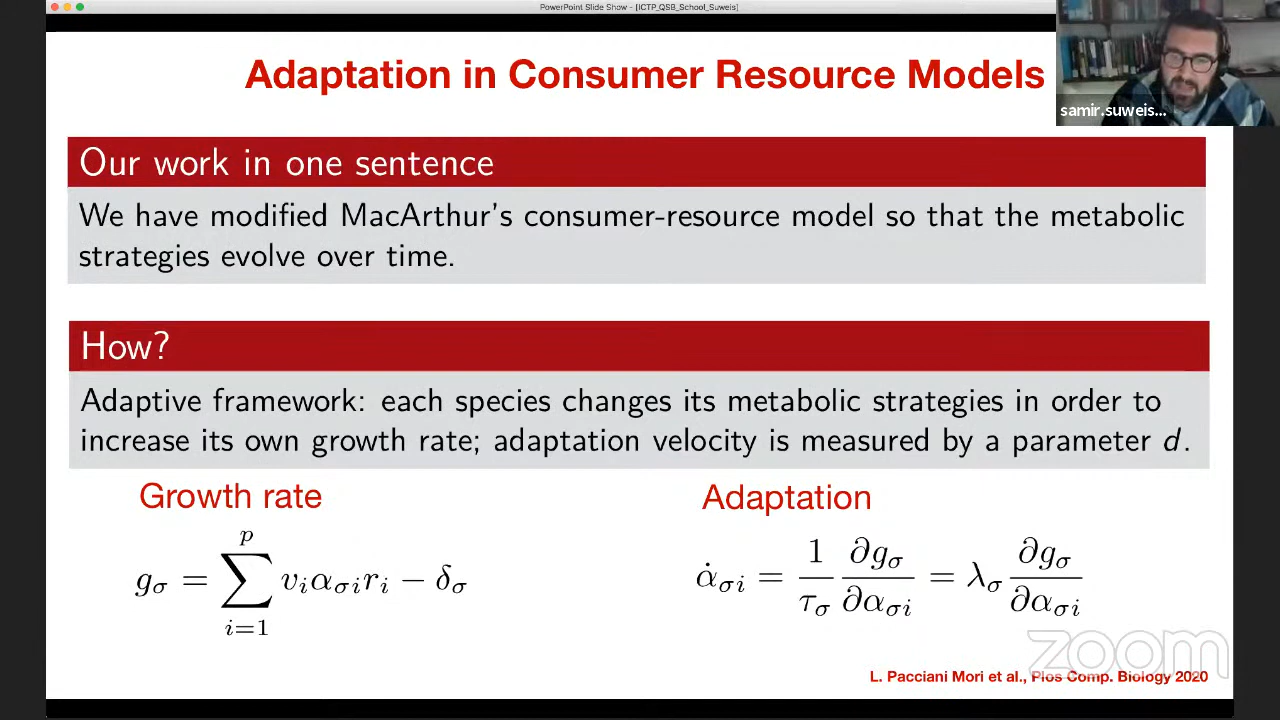 PowerPoint Slide Show - [ICTP_QSB_School_Suweis]
Adaptation in Consumer Resource Models
samir.suweis...
Our work in one sentence
We have modified MacArthur's consumer-resource model so that the metabolic
strategies evolve over time.
How?
Adaptive framework: each species changes its metabolic strategies in order to
increase its own growth rate; adaptation velocity is measured by a parameter d.
Growth rate
Adaptation
g_σ = ∑_{i=1}^{p} v_i α_{σi} r_i − δ_σ
α̇_{σi} = \frac{1}{τ_σ} \frac{∂g_σ}{∂α_{σi}} = λ_σ \frac{∂g_σ}{∂α_{σi}}
zoom
L. Pacciani Mori et al., Plos Comp. Biology 2020